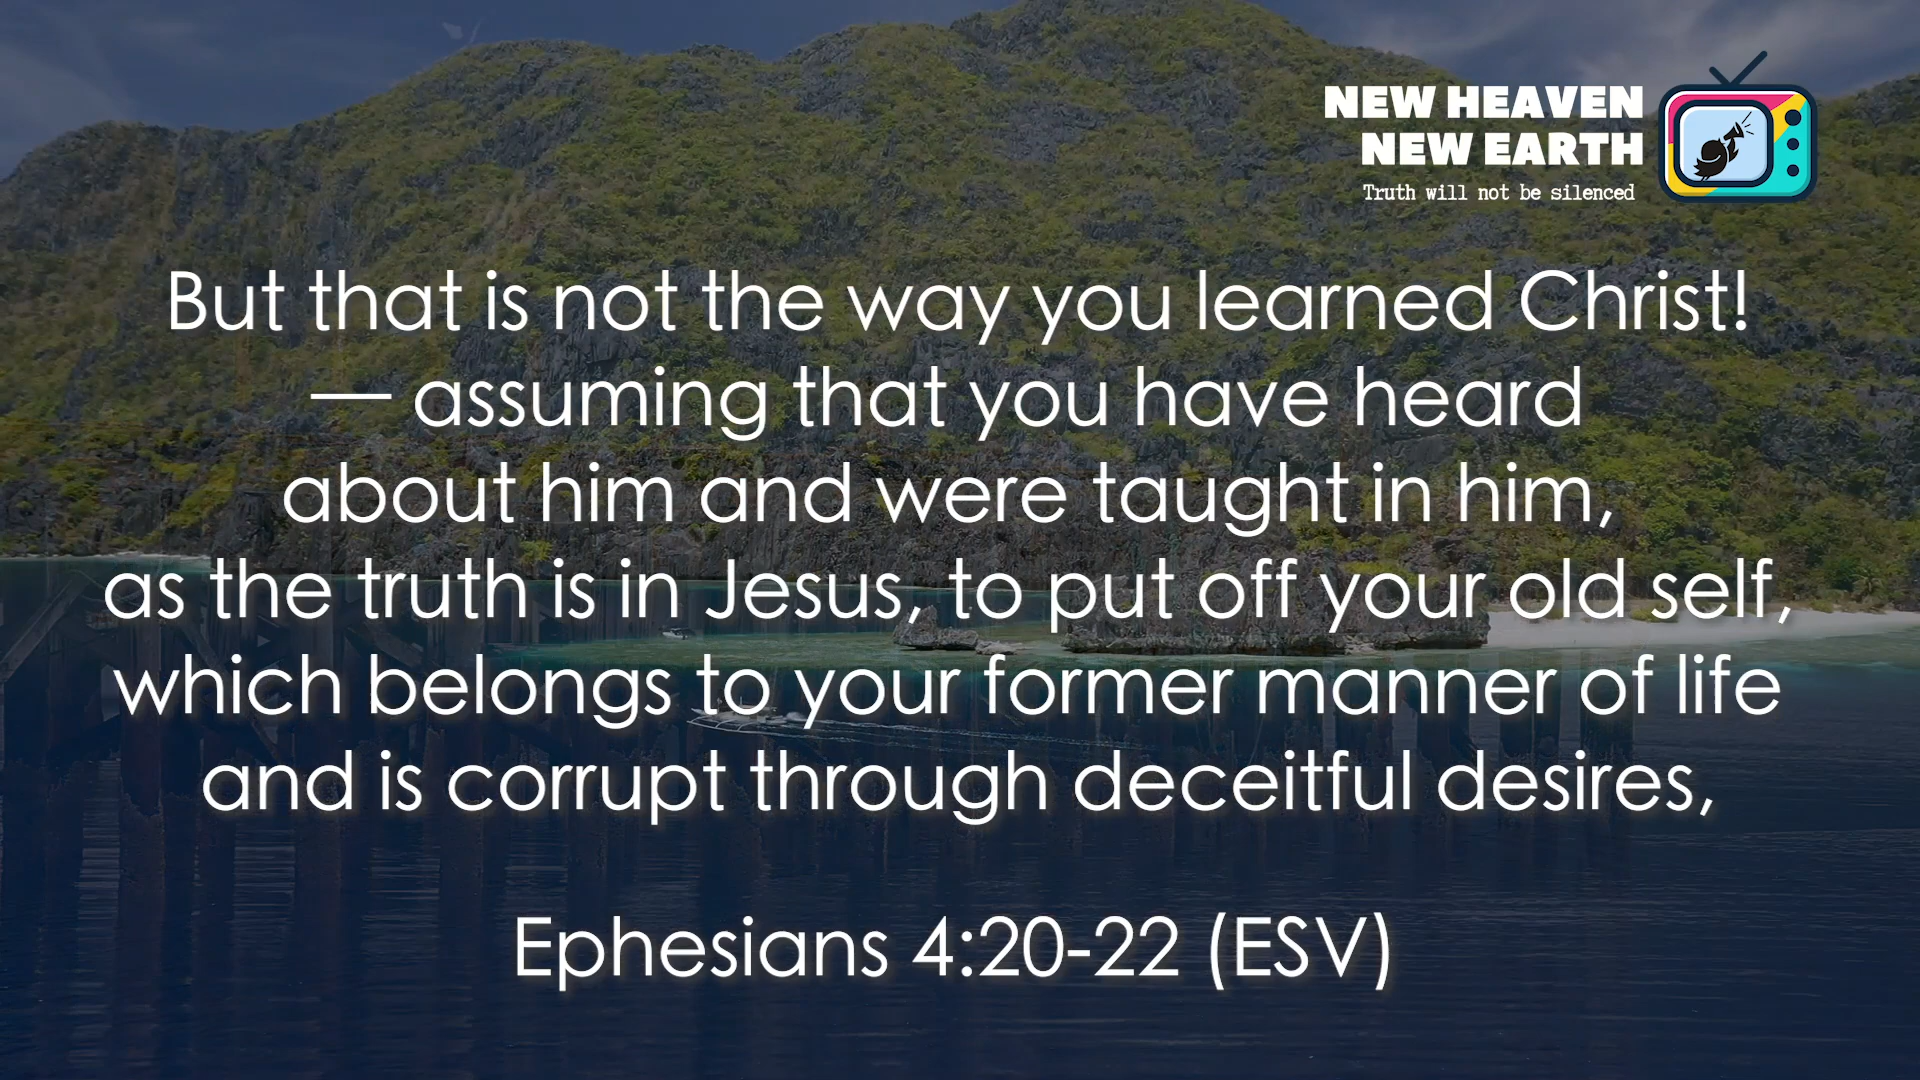 NEW HEAVEN
NEW EARTH
Truth will not be silenced
But that is not the way you learned Christ!
— assuming that you have heard
about him and were taught in him,
as the truth is in Jesus, to put off your old self,
which belongs to your former manner of life
and is corrupt through deceitful desires,
Ephesians 4:20-22 (ESV)